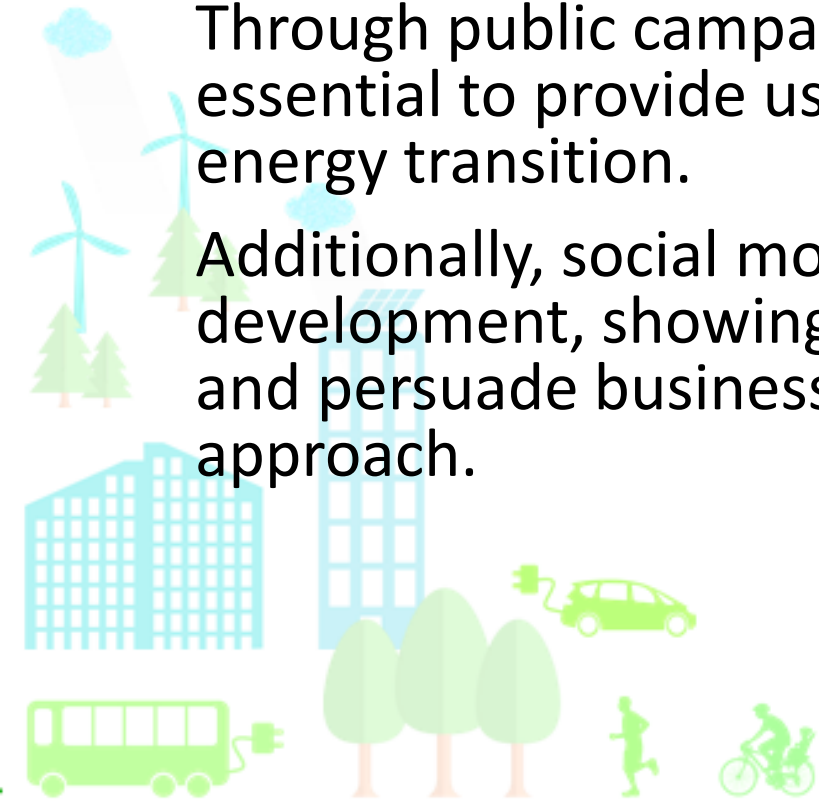 Through public campa
essential to provide us
energy transition.
Additionally, social mo
development, showing
and persuade business
approach.